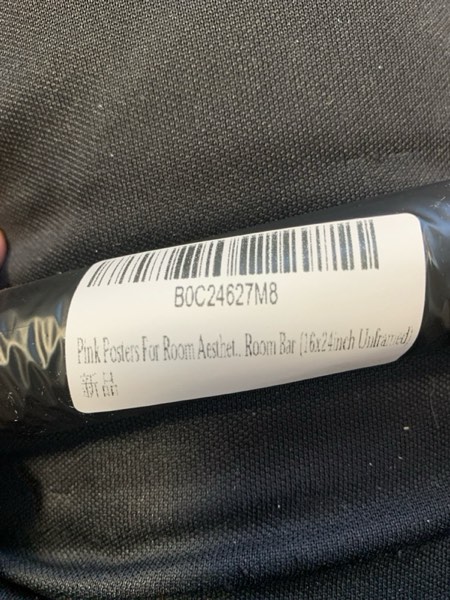 B0C24627M8
Pink Posters For Room Aesthet.. Room Bar (16x24inch Unframed)
新品